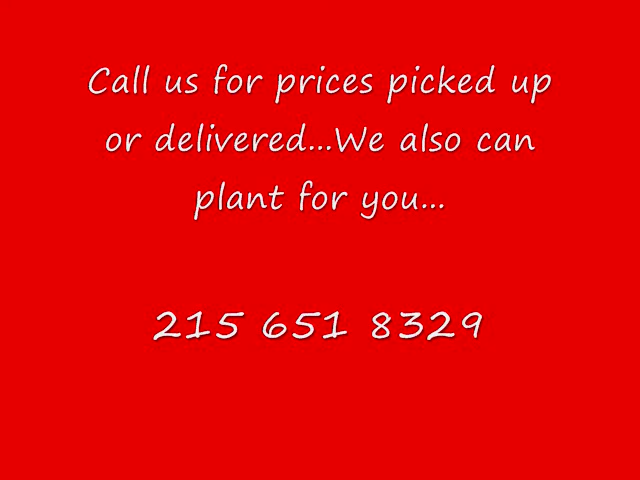 Call us for prices picked up
or delivered...We also can
plant for you...
215 651 8329